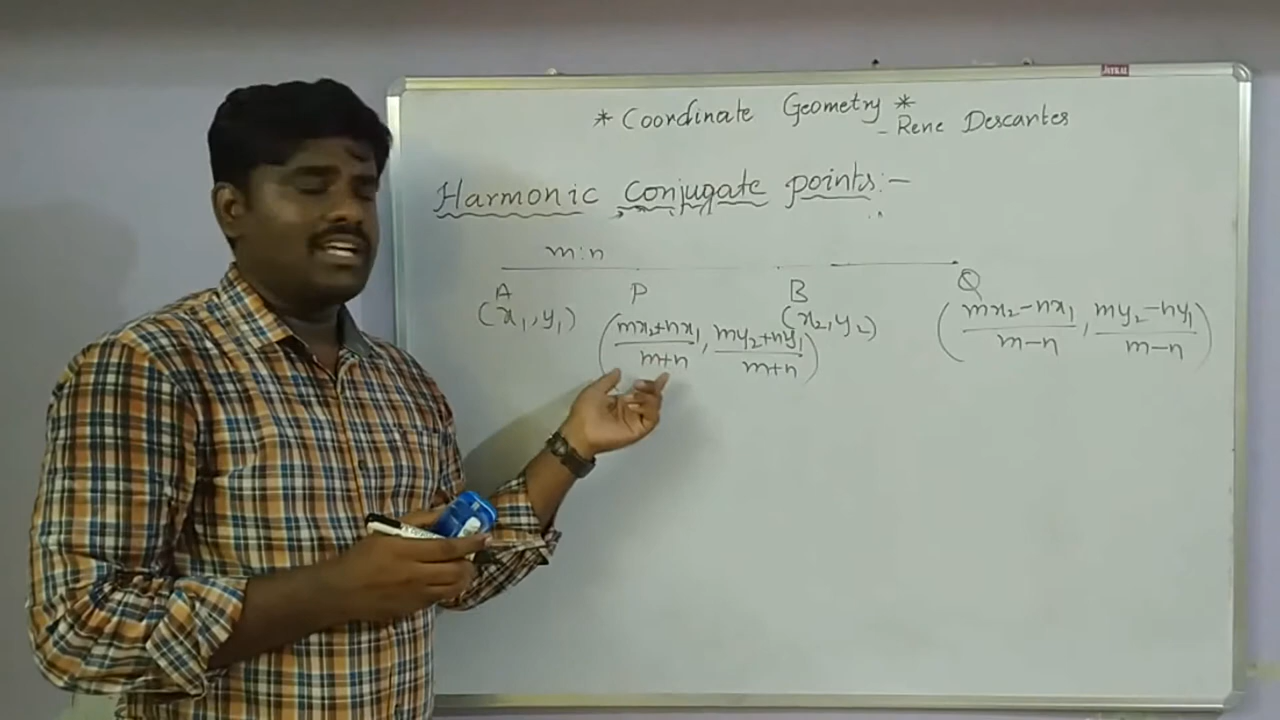 * Coordinate Geometry *
- Rene Descartes
Harmonic Conjugate points:-
m:n
A P B Q
(x₁, y₁) ((mx₂+nx₁)/(m+n), (my₂+ny₁)/(m+n)) (x₂, y₂) ((mx₂-nx₁)/(m-n), (my₂-ny₁)/(m-n))